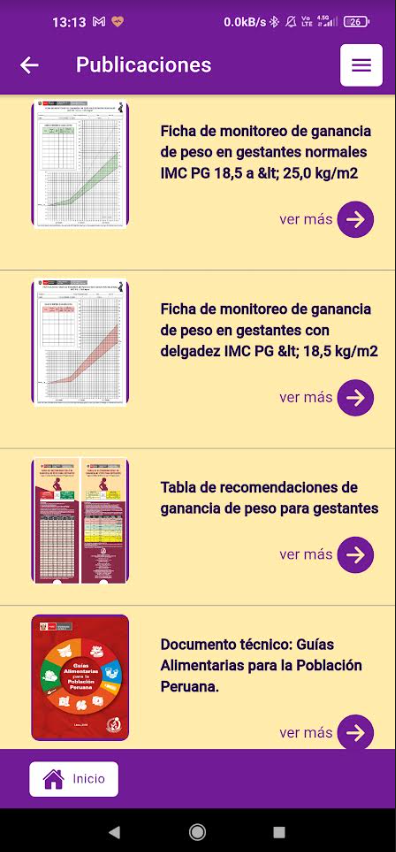 13:13
0.0kB/s
26
Publicaciones
Ficha de monitoreo de ganancia
de peso en gestantes normales
IMC PG 18,5 a &lt; 25,0 kg/m2
ver más
Ficha de monitoreo de ganancia
de peso en gestantes con
delgadez IMC PG &lt; 18,5 kg/m2
ver más
Tabla de recomendaciones de
ganancia de peso para gestantes
ver más
Guías
Alimentarias
para la
Población
Peruana
Documento técnico: Guías
Alimentarias para la Población
Peruana.
ver más
Inicio